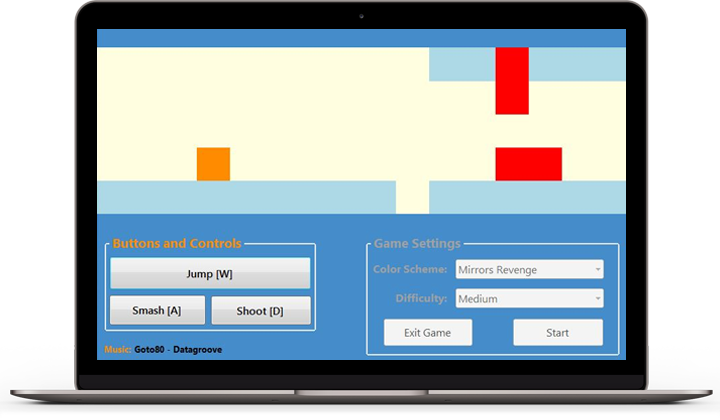 Buttons and Controls
Jump [W]
Smash [A]
Shoot [D]
Music: Goto80 - Datagroove
Game Settings
Color Scheme: Mirrors Revenge
Difficulty: Medium
Exit Game
Start